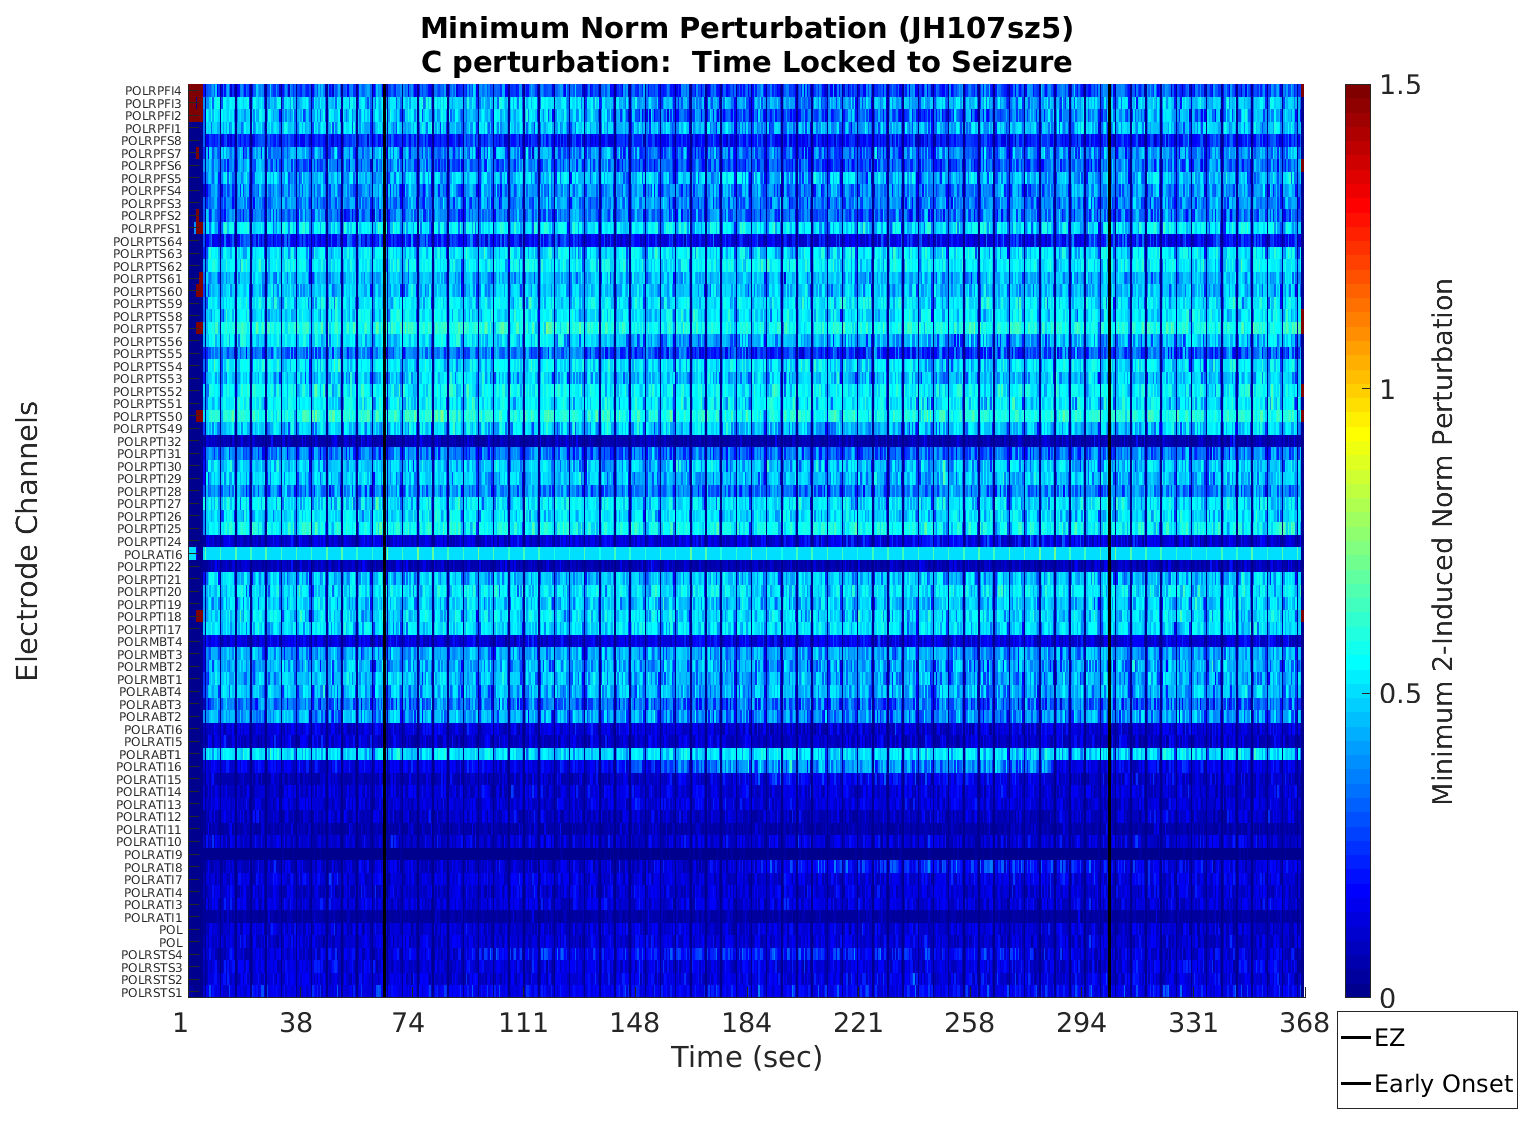 Minimum Norm Perturbation (JH107sz5)
C perturbation:  Time Locked to Seizure
Electrode Channels
POLRPFI4
POLRPFI3
POLRPFI2
POLRPFI1
POLRPFS8
POLRPFS7
POLRPFS6
POLRPFS5
POLRPFS4
POLRPFS3
POLRPFS2
POLRPFS1
POLRPTS64
POLRPTS63
POLRPTS62
POLRPTS61
POLRPTS60
POLRPTS59
POLRPTS58
POLRPTS57
POLRPTS56
POLRPTS55
POLRPTS54
POLRPTS53
POLRPTS52
POLRPTS51
POLRPTS50
POLRPTS49
POLRPTI32
POLRPTI31
POLRPTI30
POLRPTI29
POLRPTI28
POLRPTI27
POLRPTI26
POLRPTI25
POLRPTI24
POLRATI6
POLRPTI22
POLRPTI21
POLRPTI20
POLRPTI19
POLRPTI18
POLRPTI17
POLRMBT4
POLRMBT3
POLRMBT2
POLRMBT1
POLRABT4
POLRABT3
POLRABT2
POLRATI6
POLRATI5
POLRABT1
POLRATI16
POLRATI15
POLRATI14
POLRATI13
POLRATI12
POLRATI11
POLRATI10
POLRATI9
POLRATI8
POLRATI7
POLRATI4
POLRATI3
POLRATI1
POL
POL
POLRSTS4
POLRSTS3
POLRSTS2
POLRSTS1
1 38 74 111 148 184 221 258 294 331 368
Time (sec)
1.5
1
0.5
0
Minimum 2-Induced Norm Perturbation
EZ
Early Onset